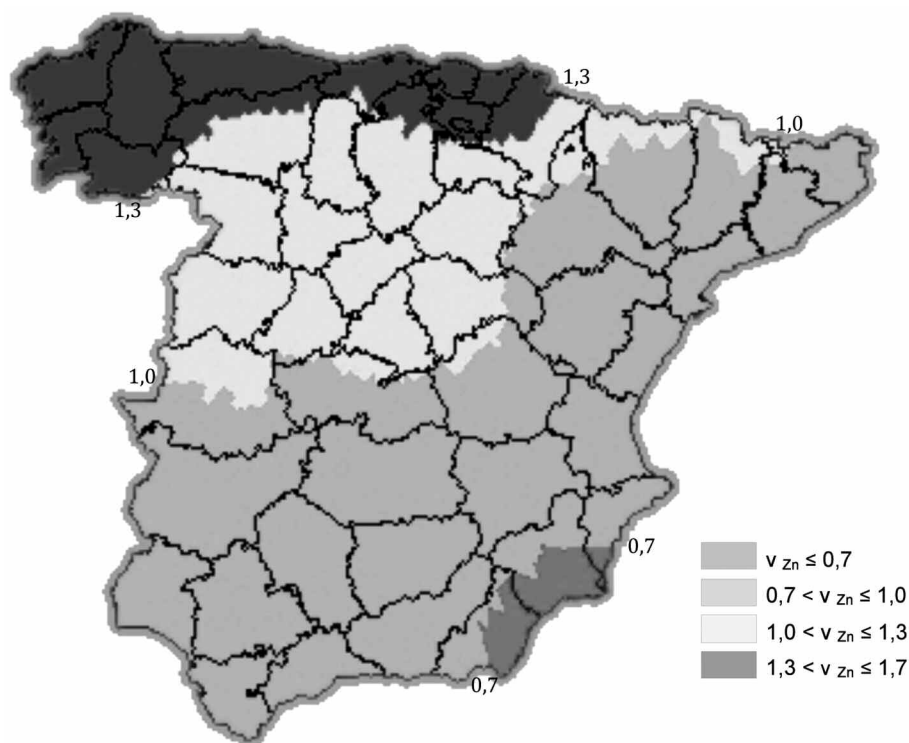 1,3
1,0
1,3
1,0
0,7
0,7
v Zn ≤ 0,7
0,7 < v Zn ≤ 1,0
1,0 < v Zn ≤ 1,3
1,3 < v Zn ≤ 1,7